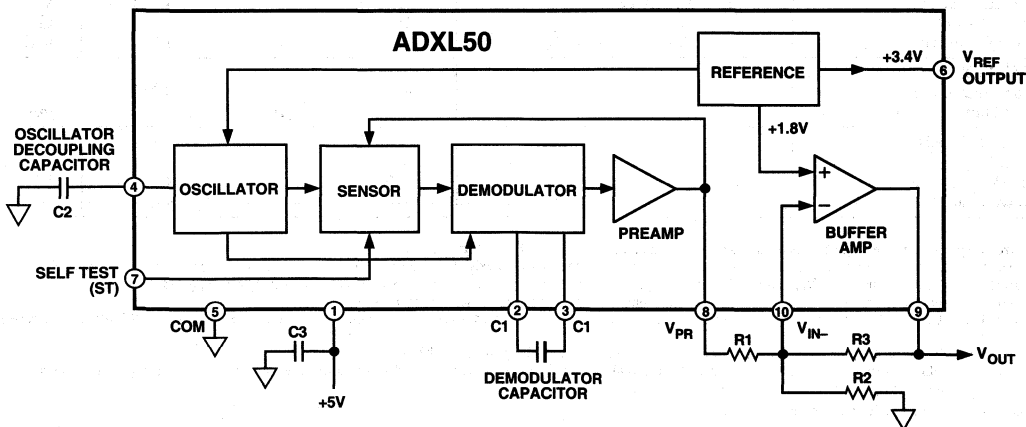 ADXL50
REFERENCE
+3.4V
6
V_REF
OUTPUT
+1.8V
OSCILLATOR
DECOUPLING
CAPACITOR
4
C2
OSCILLATOR
SENSOR
DEMODULATOR
PREAMP
+
−
BUFFER
AMP
SELF TEST
(ST)
7
5
COM
1
C3
+5V
2
C1
3
C1
DEMODULATOR
CAPACITOR
8
V_PR
R1
10
V_IN–
R3
R2
9
V_OUT